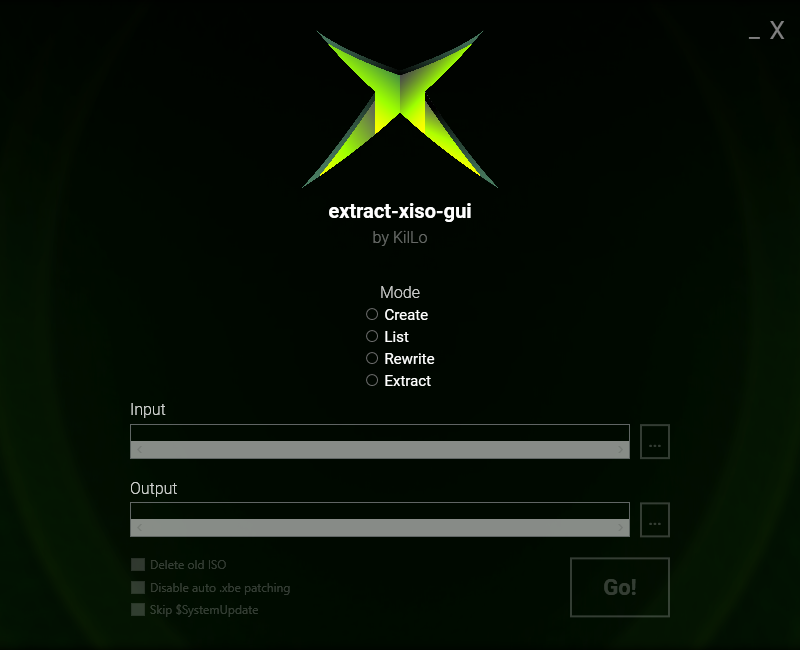 _ X
extract-xiso-gui
by KilLo
Mode
Create
List
Rewrite
Extract
Input
...
Output
...
Delete old ISO
Disable auto .xbe patching
Skip $SystemUpdate
Go!